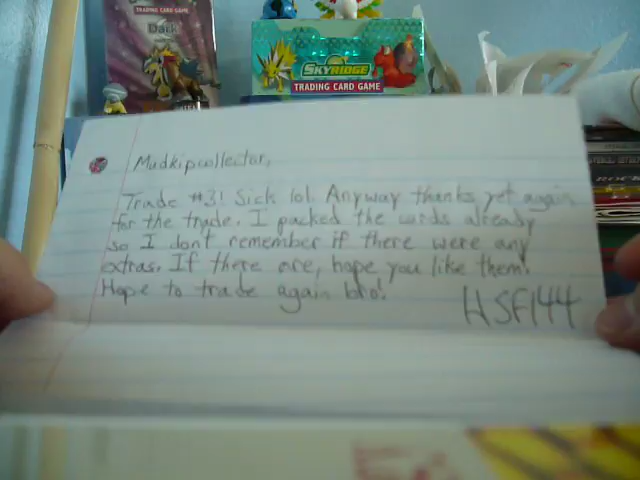 TRADING CARD GAME
Dark
SKYRIDGE
TRADING CARD GAME
Mudkipcollector,
Trade #3! Sick lol. Anyway thanks yet again
for the trade. I packed the cards already
so I don't remember if there were any
extras. If there are, hope you like them.
Hope to trade again bro!
HSF144
ROCK